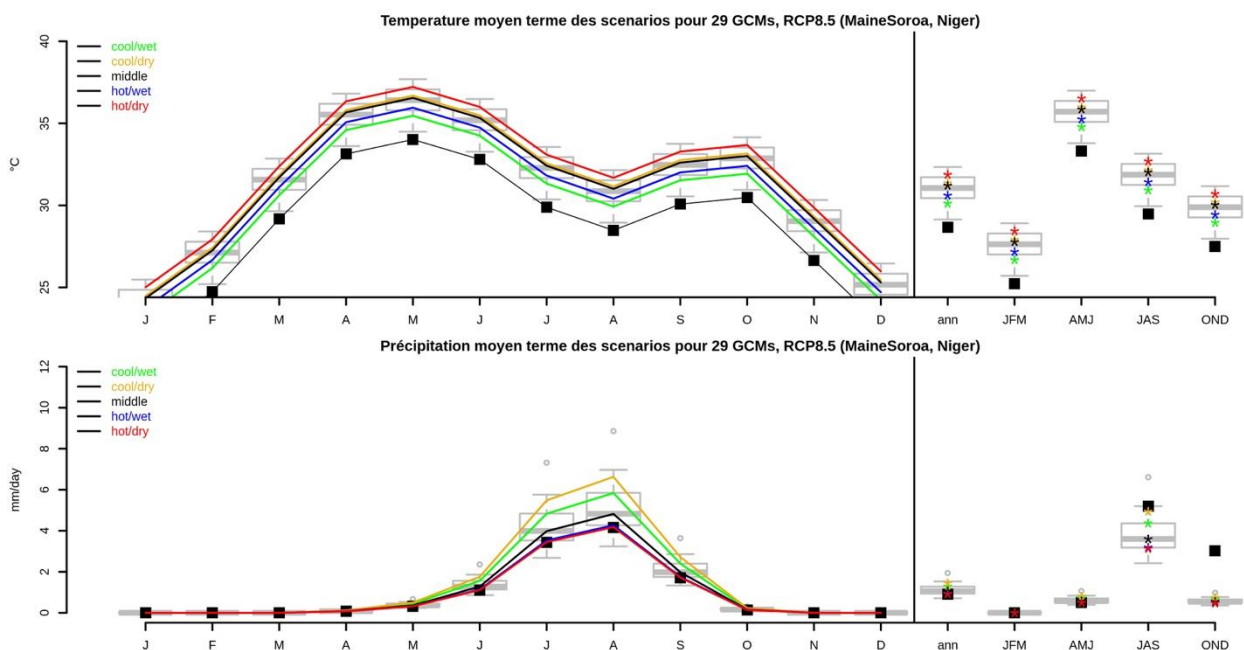 Temperature moyen terme des scenarios pour 29 GCMs, RCP8.5 (MaineSoroa, Niger)
40
35
30
25
°C
cool/wet
cool/dry
middle
hot/wet
hot/dry
J F M A M J J A S O N D ann JFM AMJ JAS OND
Précipitation moyen terme des scenarios pour 29 GCMs, RCP8.5 (MaineSoroa, Niger)
12
10
8
6
4
2
0
mm/day
cool/wet
cool/dry
middle
hot/wet
hot/dry
J F M A M J J A S O N D ann JFM AMJ JAS OND